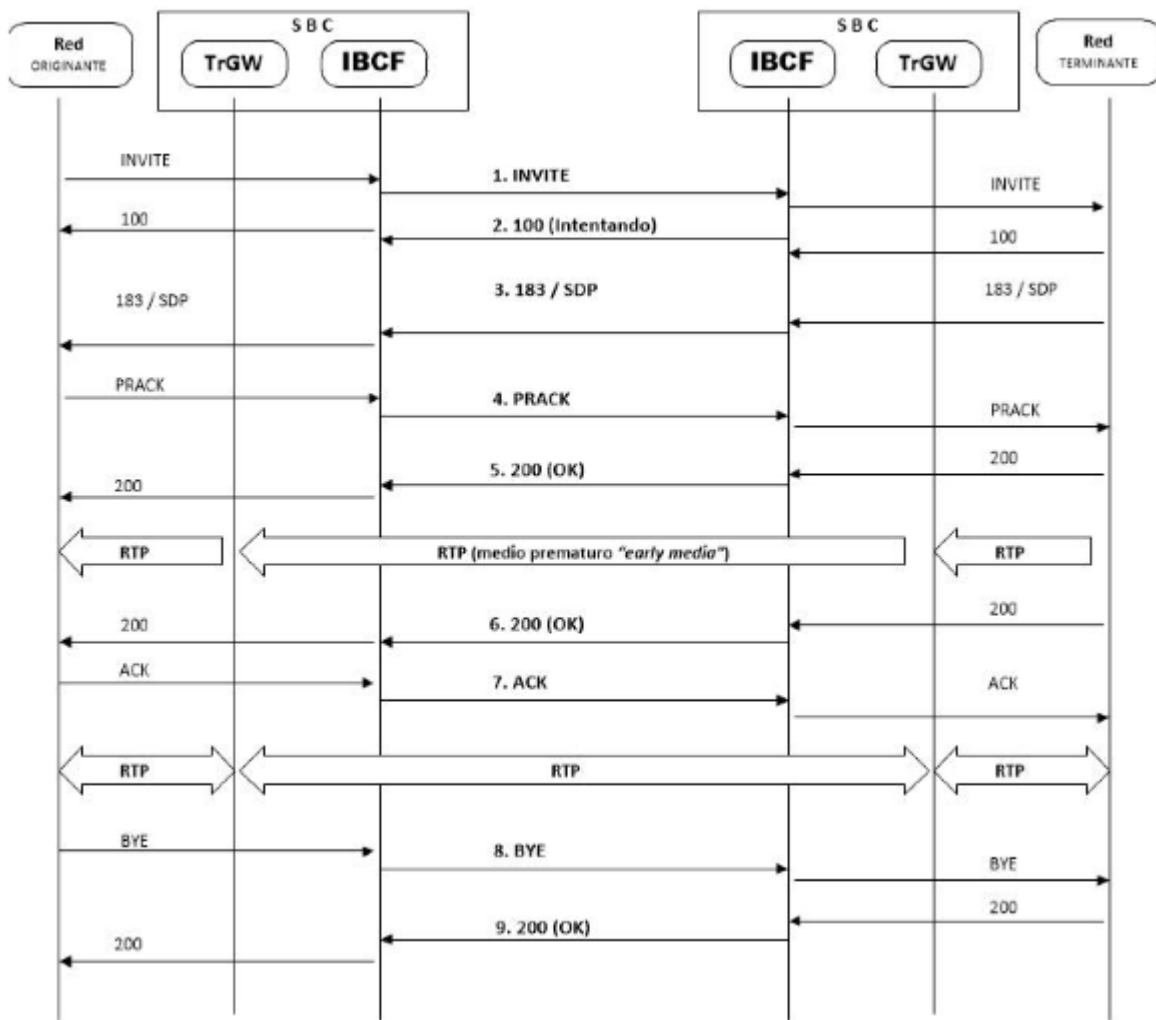 S B C
S B C
Red
ORIGINANTE
TrGW
IBCF
IBCF
TrGW
Red
TERMINANTE
INVITE
1. INVITE
INVITE
100
2. 100 (Intentando)
100
183 / SDP
3. 183 / SDP
183 / SDP
PRACK
4. PRACK
PRACK
200
5. 200 (OK)
200
RTP
RTP (medio prematuro “early media”)
RTP
200
6. 200 (OK)
200
ACK
7. ACK
ACK
RTP
RTP
RTP
BYE
8. BYE
BYE
200
9. 200 (OK)
200